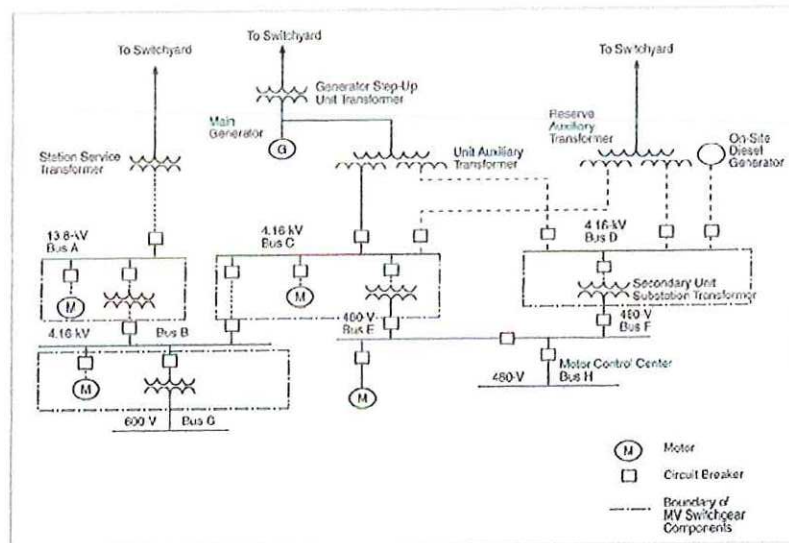 To Switchyard
To Switchyard
To Switchyard
Generator Step-Up
Unit Transformer
Main
Generator
G
Reserve
Auxiliary
Transformer
On-Site
Diesel
Generator
Station Service
Transformer
Unit Auxiliary
Transformer
13.8-kV
Bus A
4.16-kV
Bus C
4.16-kV
Bus D
M
M
Secondary Unit
Substation Transformer
4.16-kV
Bus B
480 V
Bus E
480 V
Bus F
M
Motor Control Center
Bus H
480-V
M
600-V
Bus G
M
Motor
Circuit Breaker
Boundary of
MV Switchgear
Components